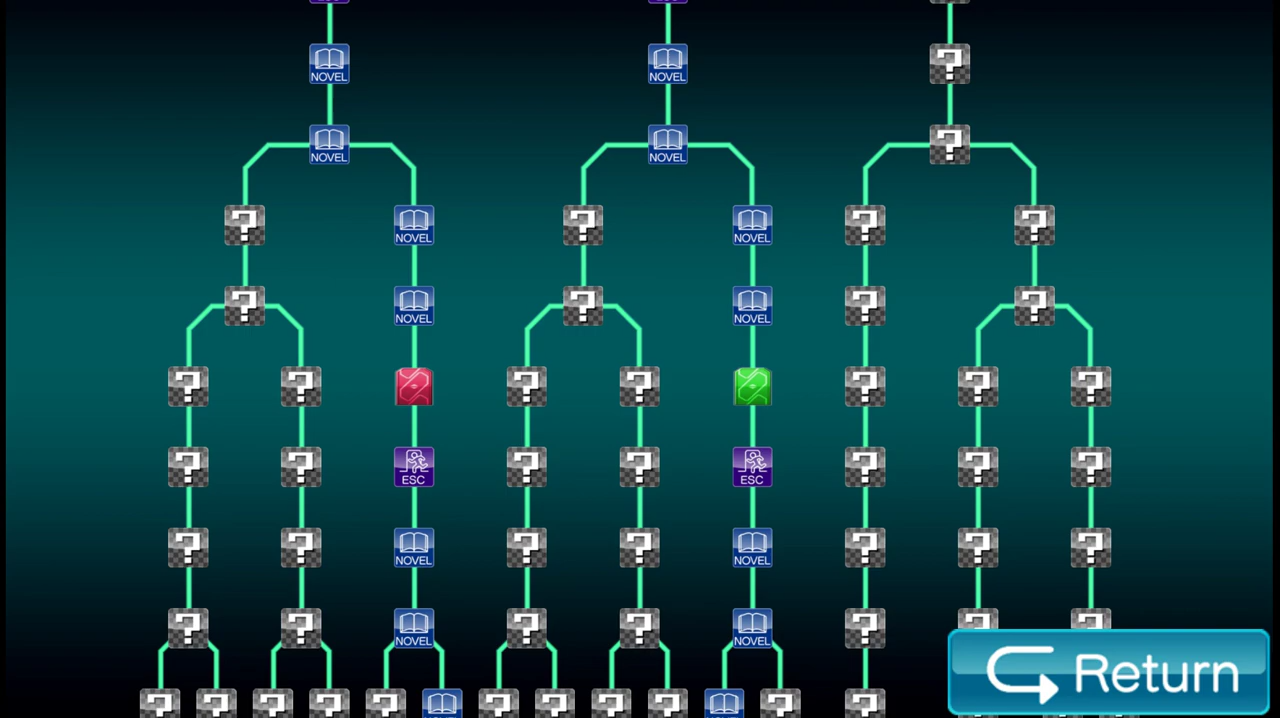 NOVEL NOVEL ?
NOVEL NOVEL ?
? NOVEL ? NOVEL ? ?
? NOVEL ? NOVEL ? ?
? ? ? ? ? ? ?
? ? ESC ? ? ESC ? ? ?
? ? NOVEL ? ? NOVEL ? ? ?
? ? NOVEL ? ? NOVEL ? ? ?
? ? ? ? ? ? ? ? ? ? ?
Return